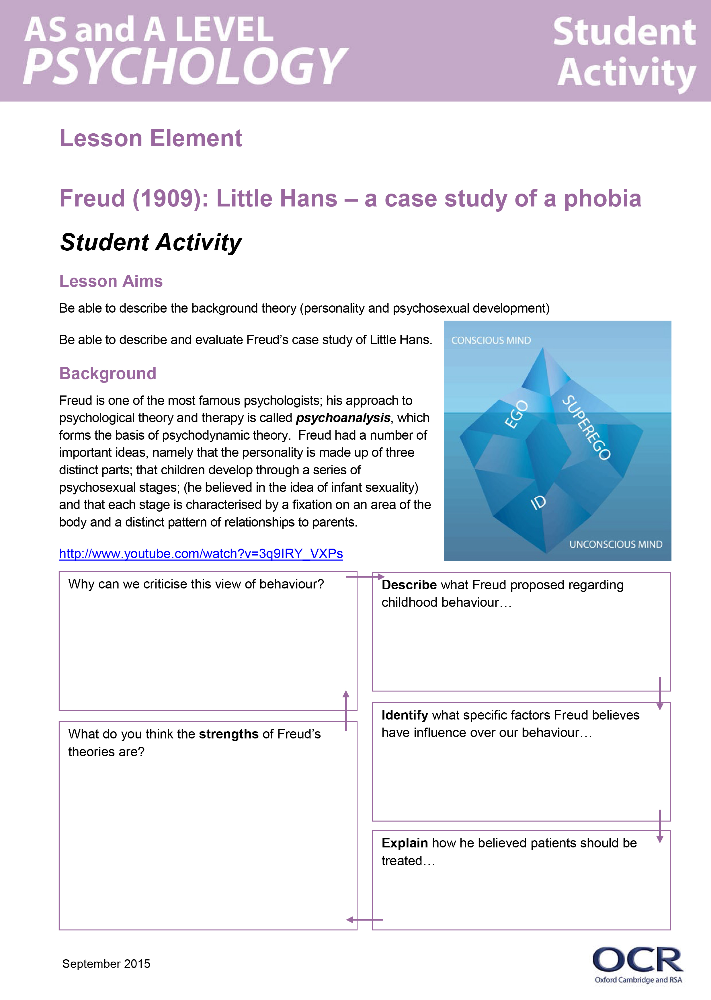 AS and A LEVEL
PSYCHOLOGY
Student
Activity
Lesson Element
Freud (1909): Little Hans – a case study of a phobia
Student Activity
Lesson Aims
Be able to describe the background theory (personality and psychosexual development)
Be able to describe and evaluate Freud’s case study of Little Hans.
Background
Freud is one of the most famous psychologists; his approach to
psychological theory and therapy is called psychoanalysis, which
forms the basis of psychodynamic theory.  Freud had a number of
important ideas, namely that the personality is made up of three
distinct parts; that children develop through a series of
psychosexual stages; (he believed in the idea of infant sexuality)
and that each stage is characterised by a fixation on an area of the
body and a distinct pattern of relationships to parents.
http://www.youtube.com/watch?v=3q9IRY_VXPs
CONSCIOUS MIND
EGO
SUPEREGO
ID
UNCONSCIOUS MIND
Why can we criticise this view of behaviour?
Describe what Freud proposed regarding
childhood behaviour…
Identify what specific factors Freud believes
have influence over our behaviour…
What do you think the strengths of Freud’s
theories are?
Explain how he believed patients should be
treated…
September 2015
OCR
Oxford Cambridge and RSA